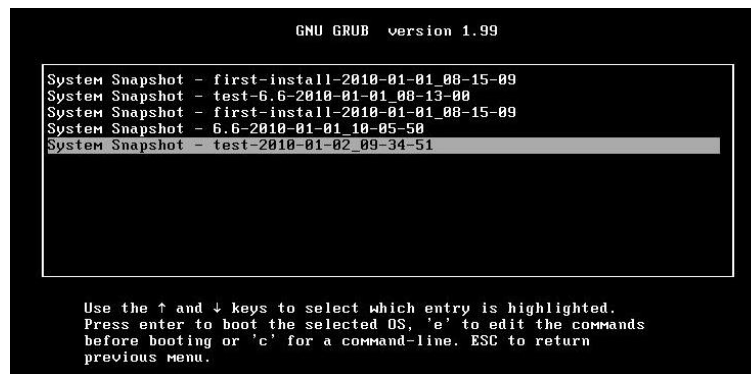 GNU GRUB version 1.99
System Snapshot - first-install-2010-01-01_08-15-09
System Snapshot - test-6.6-2010-01-01_08-13-00
System Snapshot - first-install-2010-01-01_08-15-09
System Snapshot - 6.6-2010-01-01_10-05-50
System Snapshot - test-2010-01-02_09-34-51
Use the ↑ and ↓ keys to select which entry is highlighted.
Press enter to boot the selected OS, 'e' to edit the commands
before booting or 'c' for a command-line. ESC to return
previous menu.